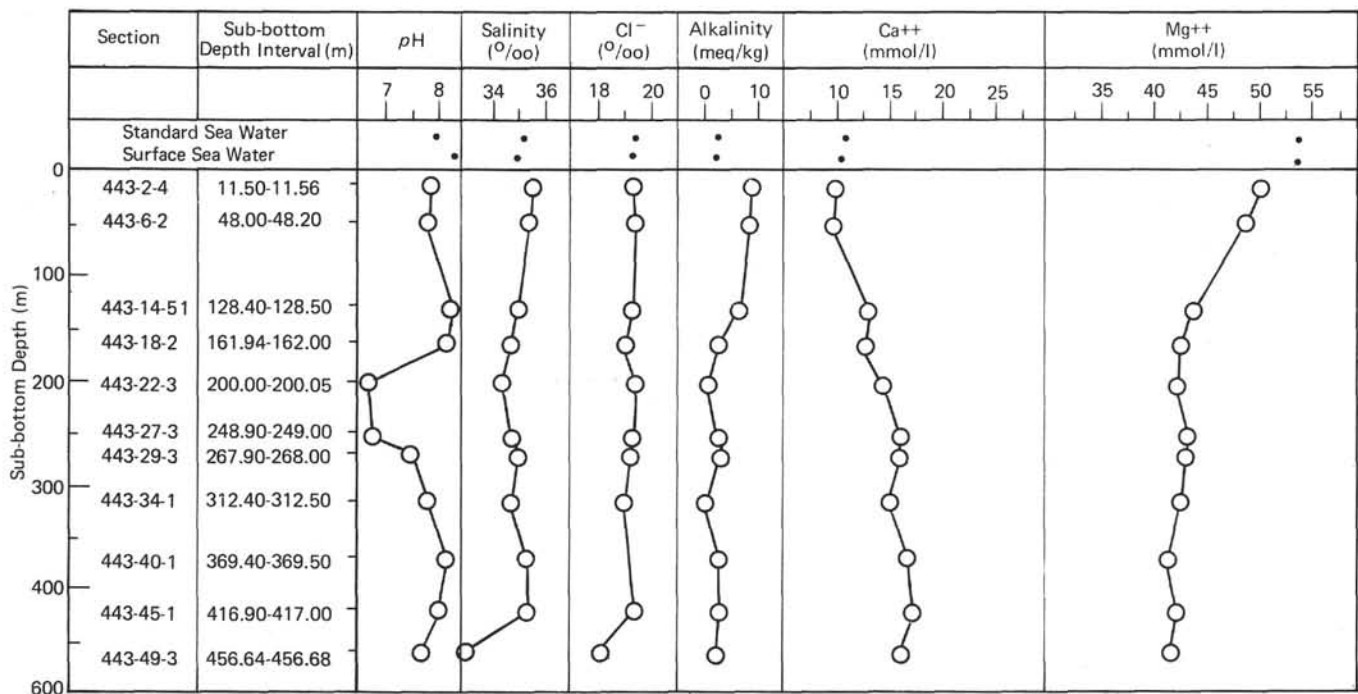 Section Sub-bottom Depth Interval (m) pH Salinity (O/oo) Cl− (O/oo) Alkalinity (meq/kg) Ca++ (mmol/l) Mg++ (mmol/l)
7 8 34 36 18 20 0 10 10 15 20 25 35 40 45 50 55
Standard Sea Water
Surface Sea Water
0
443-2-4 11.50-11.56
443-6-2 48.00-48.20
100
443-14-51 128.40-128.50
443-18-2 161.94-162.00
200 443-22-3 200.00-200.05
443-27-3 248.90-249.00
443-29-3 267.90-268.00
300 443-34-1 312.40-312.50
443-40-1 369.40-369.50
400
443-45-1 416.90-417.00
443-49-3 456.64-456.68
600
Sub-bottom Depth (m)